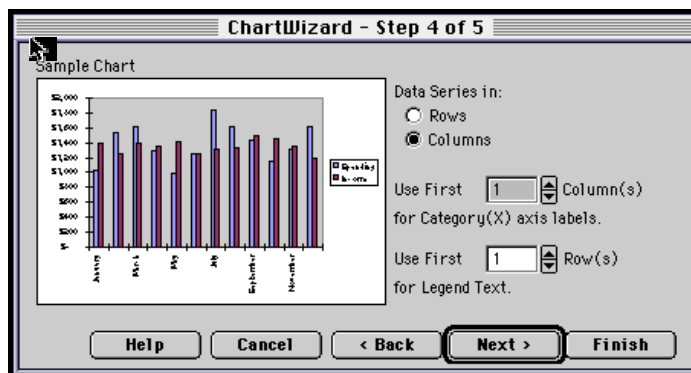 ChartWizard - Step 4 of 5
Sample Chart
$2,000
$1,800
$1,600
$1,400
$1,200
$1,000
$800
$600
$400
$200
$-
January
March
May
July
September
November
Spending
Income
Data Series in:
Rows
Columns
Use First 1 Column(s)
for Category(X) axis labels.
Use First 1 Row(s)
for Legend Text.
Help
Cancel
< Back
Next >
Finish